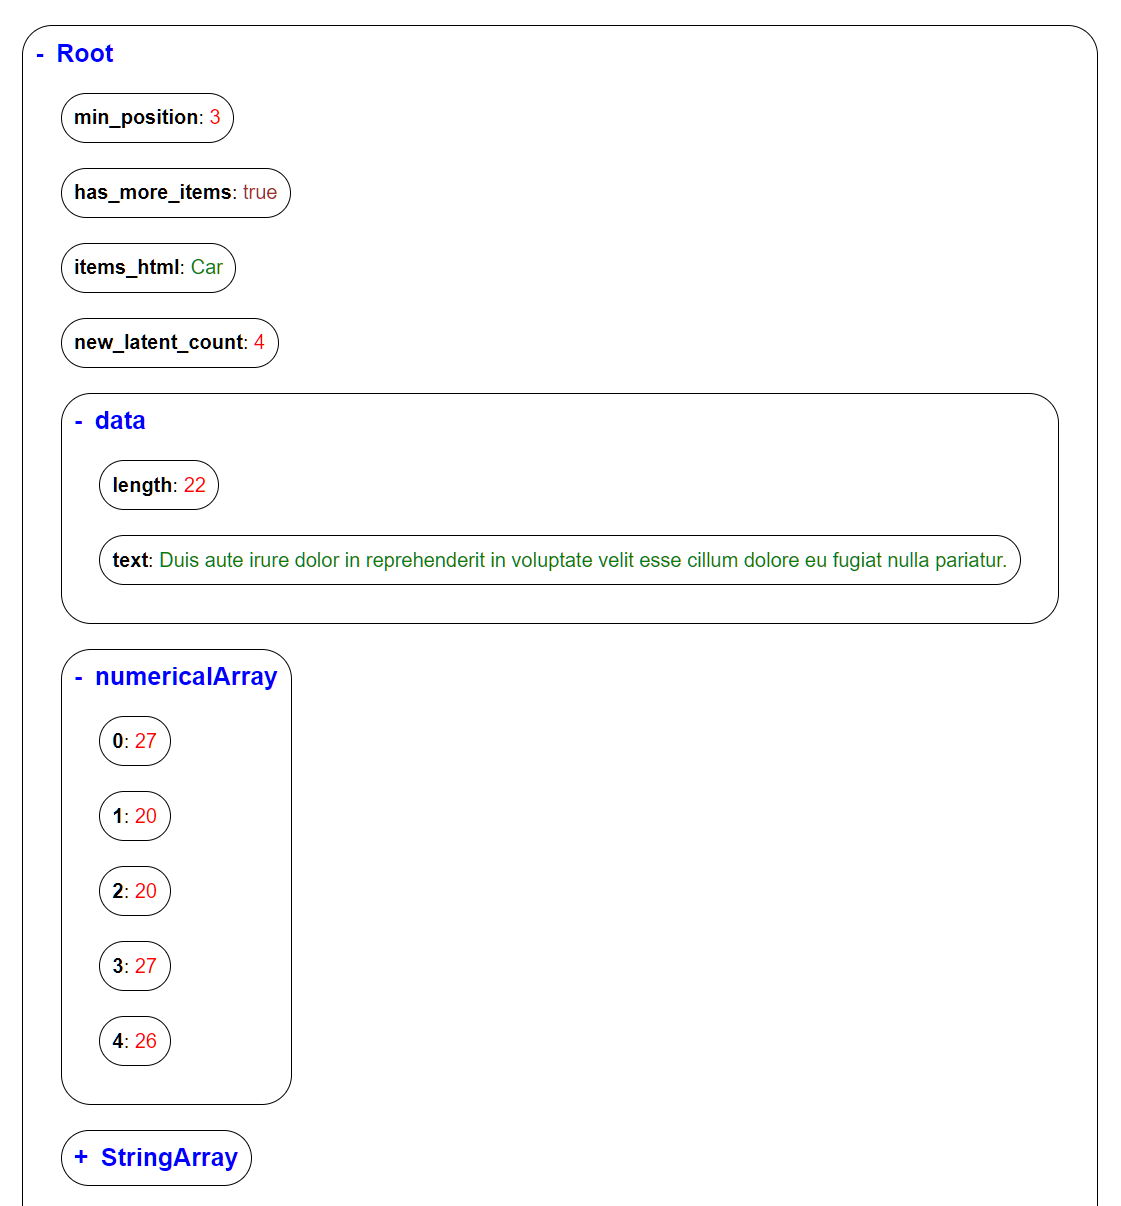 - Root
min_position: 3
has_more_items: true
items_html: Car
new_latent_count: 4
- data
length: 22
text: Duis aute irure dolor in reprehenderit in voluptate velit esse cillum dolore eu fugiat nulla pariatur.
- numericalArray
0: 27
1: 20
2: 20
3: 27
4: 26
+ StringArray